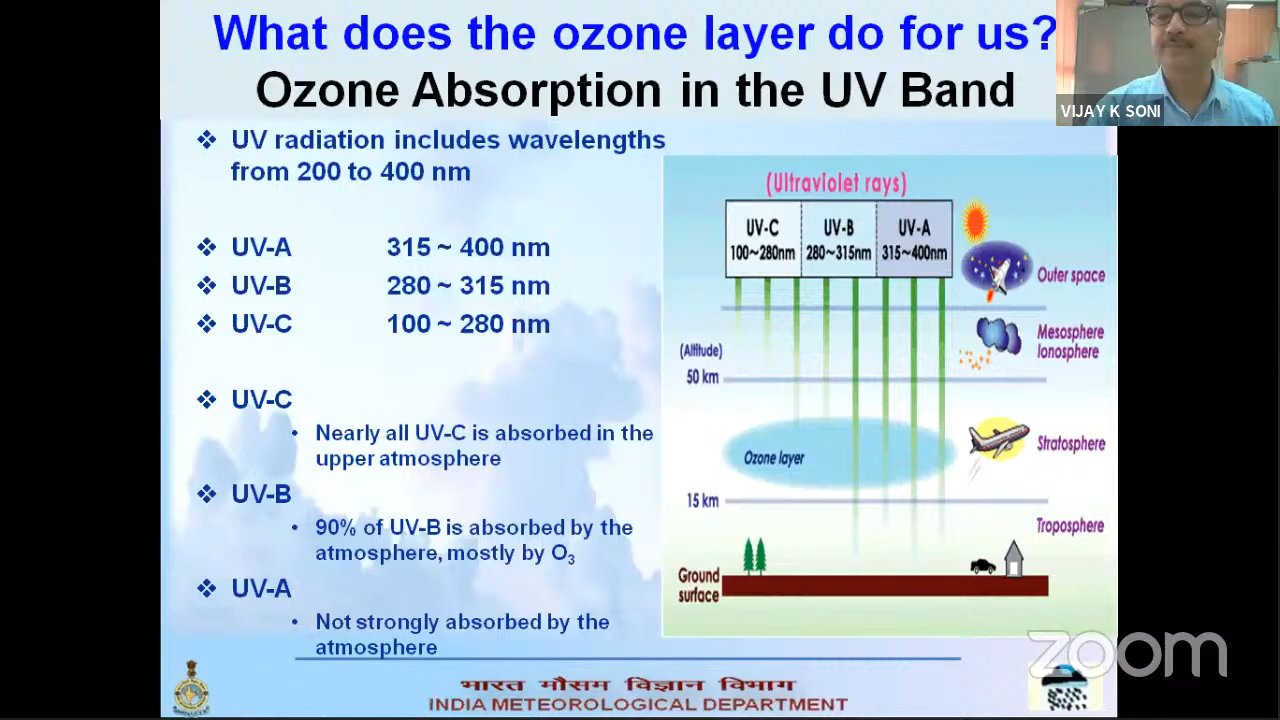 What does the ozone layer do for us?
Ozone Absorption in the UV Band
VIJAY K SONI
❖ UV radiation includes wavelengths
from 200 to 400 nm
❖ UV-A 315 ~ 400 nm
❖ UV-B 280 ~ 315 nm
❖ UV-C 100 ~ 280 nm
❖ UV-C
• Nearly all UV-C is absorbed in the
upper atmosphere
❖ UV-B
• 90% of UV-B is absorbed by the
atmosphere, mostly by O₃
❖ UV-A
• Not strongly absorbed by the
atmosphere
(Ultraviolet rays)
UV-C UV-B UV-A
100~280nm 280~315nm 315~400nm
Outer space
Mesosphere
Ionosphere
(Altitude)
50 km
Stratosphere
Ozone layer
15 km
Troposphere
Ground
surface
zoom
भारत मौसम विज्ञान विभाग
INDIA METEOROLOGICAL DEPARTMENT